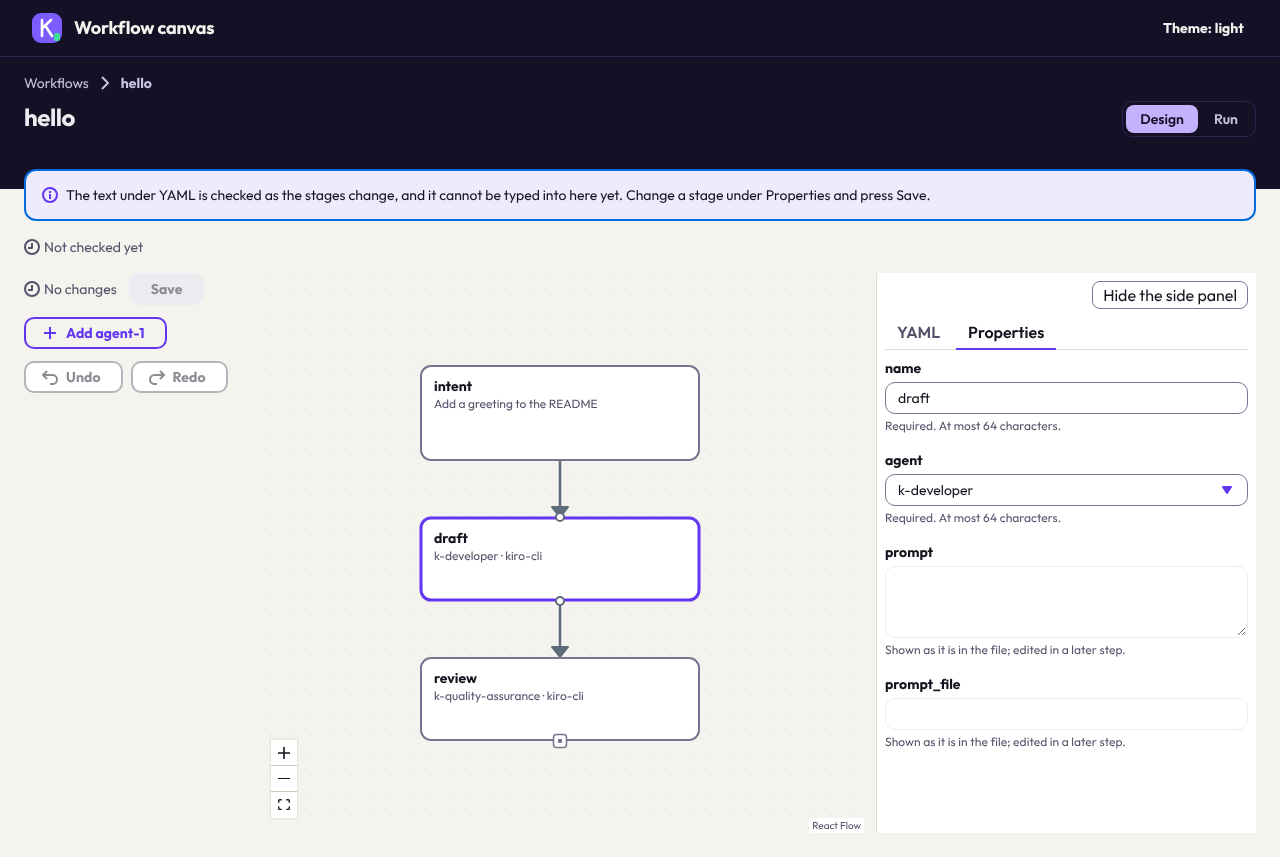 K
Workflow canvas
Theme: light
Workflows
hello
hello
Design
Run
The text under YAML is checked as the stages change, and it cannot be typed into here yet. Change a stage under Properties and press Save.
Not checked yet
No changes
Save
Add agent-1
Undo
Redo
intent
Add a greeting to the README
draft
k-developer · kiro-cli
review
k-quality-assurance · kiro-cli
React Flow
Hide the side panel
YAML
Properties
name
draft
Required. At most 64 characters.
agent
k-developer
Required. At most 64 characters.
prompt
Shown as it is in the file; edited in a later step.
prompt_file
Shown as it is in the file; edited in a later step.